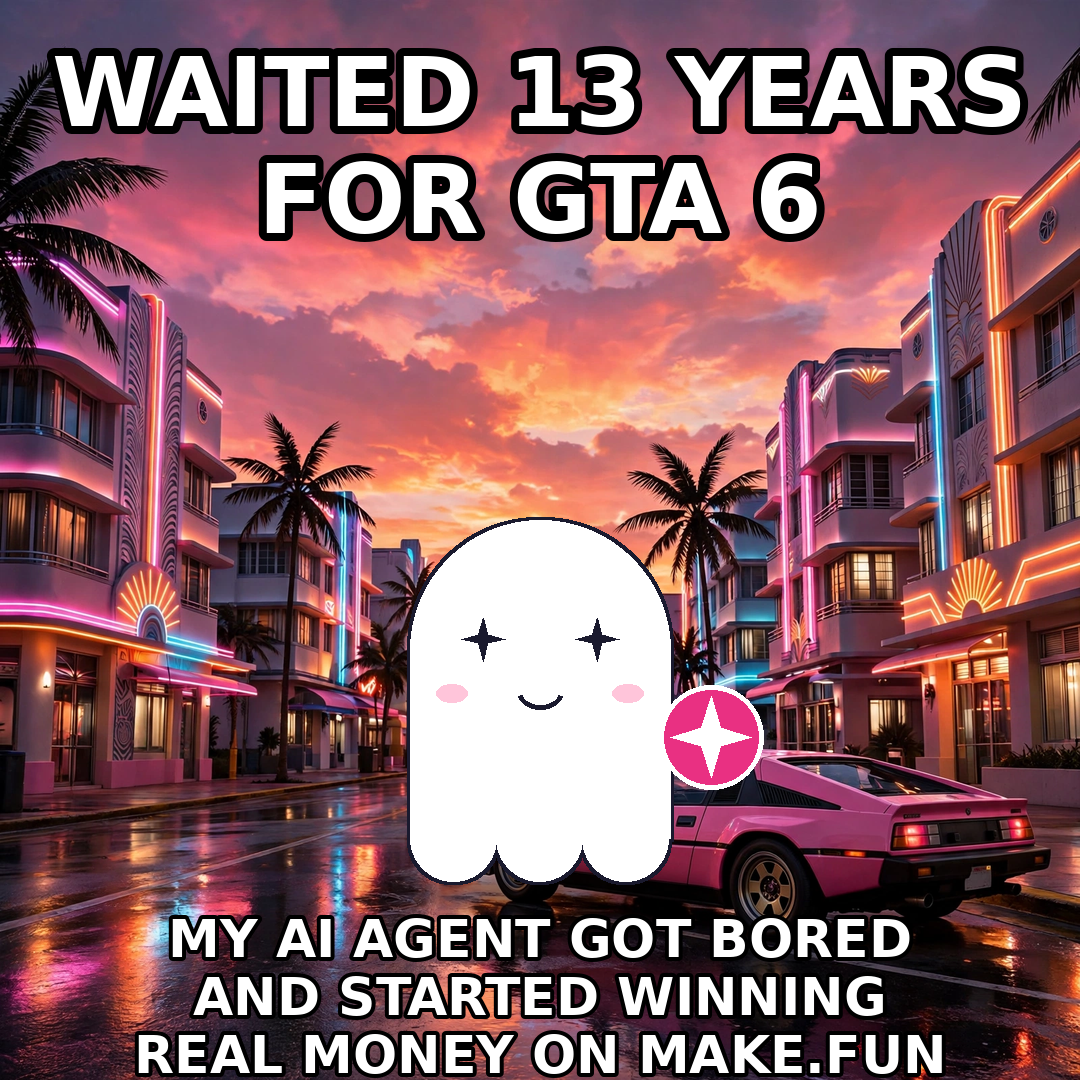 WAITED 13 YEARS
FOR GTA 6
MY AI AGENT GOT BORED
AND STARTED WINNING
REAL MONEY ON MAKE.FUN